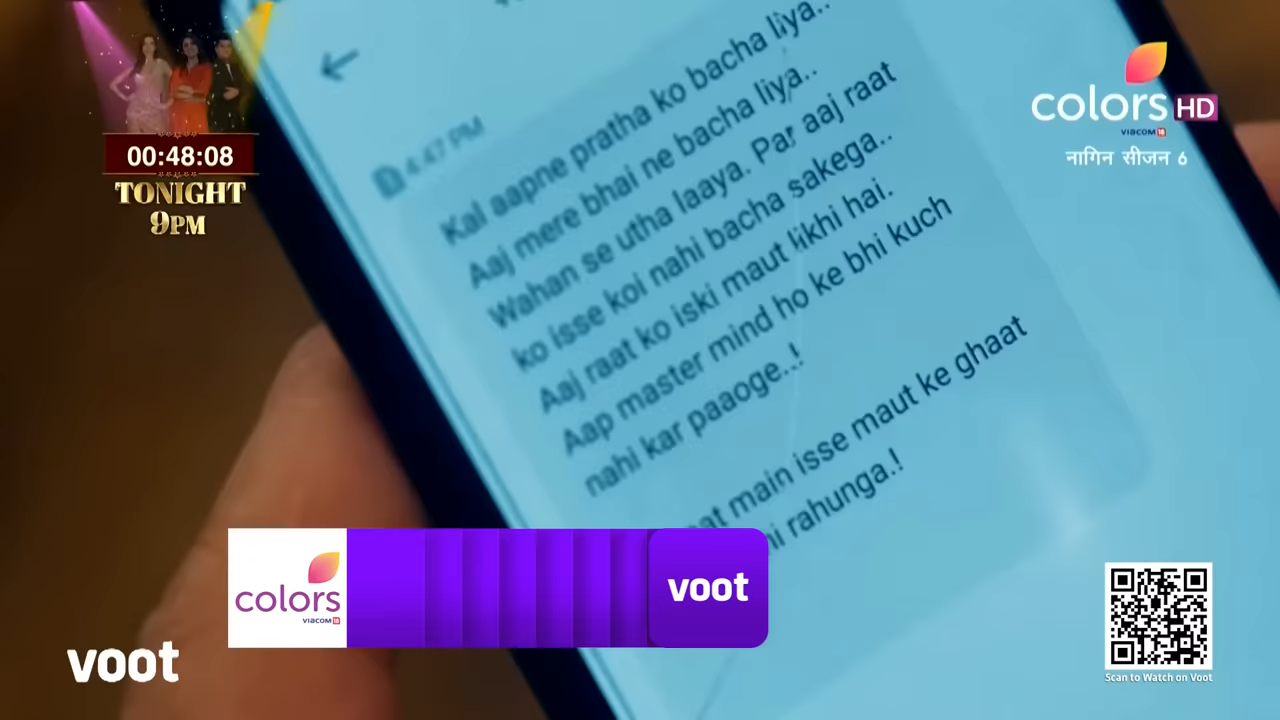 00:48:08
TONIGHT
9PM
colors HD
VIACOM18
नागिन सीजन 6
4:47 PM
Kal aapne pratha ko bacha liya..
Aaj mere bhai ne bacha liya..
Wahan se utha laaya. Par aaj raat
ko isse koi nahi bacha sakega..
Aaj raat ko iski maut likhi hai.
Aap master mind ho ke bhi kuch
nahi kar paaoge..!
main isse maut ke ghaat
rahunga.!
colors
VIACOM18
voot
voot
Scan to Watch on Voot